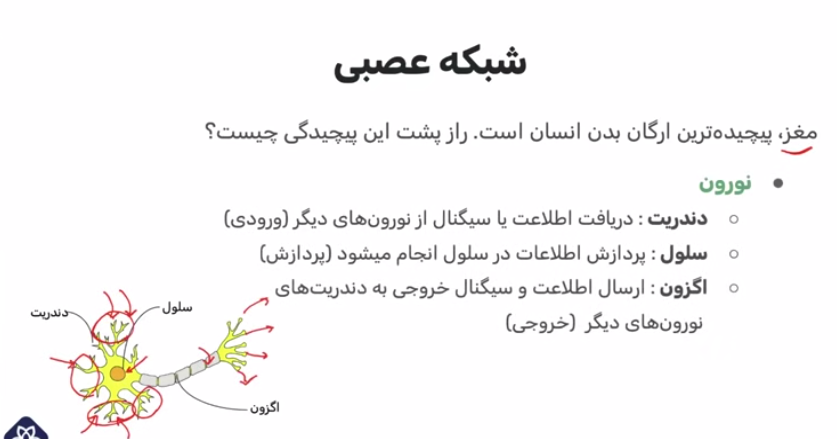 شبکه عصبی
مغز، پیچیده‌ترین ارگان بدن انسان است. راز پشت این پیچیدگی چیست؟
نورون
دندریت : دریافت اطلاعت یا سیگنال از نورون‌های دیگر (ورودی)
سلول : پردازش اطلاعات در سلول انجام میشود (پردازش)
اگزون : ارسال اطلاعت و سیگنال خروجی به دندریت‌های
نورون‌های دیگر (خروجی)
سلول
دندریت
اگزون